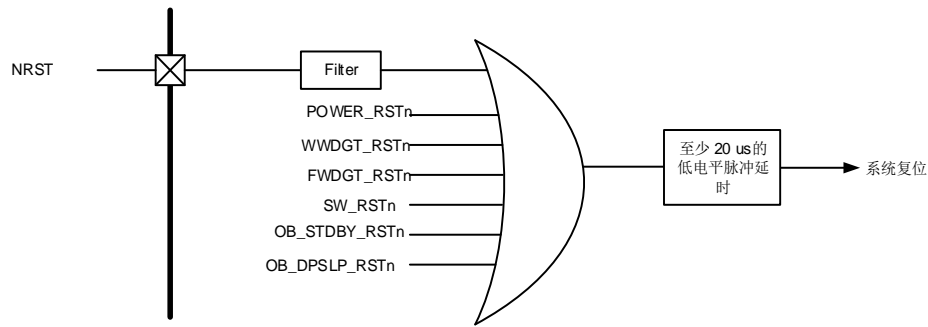 NRST
Filter
POWER_RSTn
WWDGT_RSTn
FWDGT_RSTn
SW_RSTn
OB_STDBY_RSTn
OB_DPSLP_RSTn
至少 20 us的
低电平脉冲延
时
系统复位